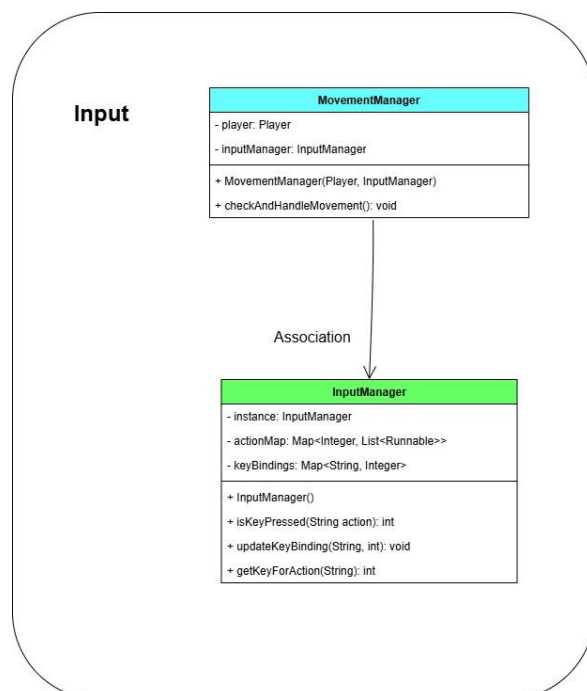 Input
MovementManager
- player: Player
- inputManager: InputManager
+ MovementManager(Player, InputManager)
+ checkAndHandleMovement(): void
Association
InputManager
- instance: InputManager
- actionMap: Map<Integer, List<Runnable>>
- keyBindings: Map<String, Integer>
+ InputManager()
+ isKeyPressed(String action): int
+ updateKeyBinding(String, int): void
+ getKeyForAction(String): int